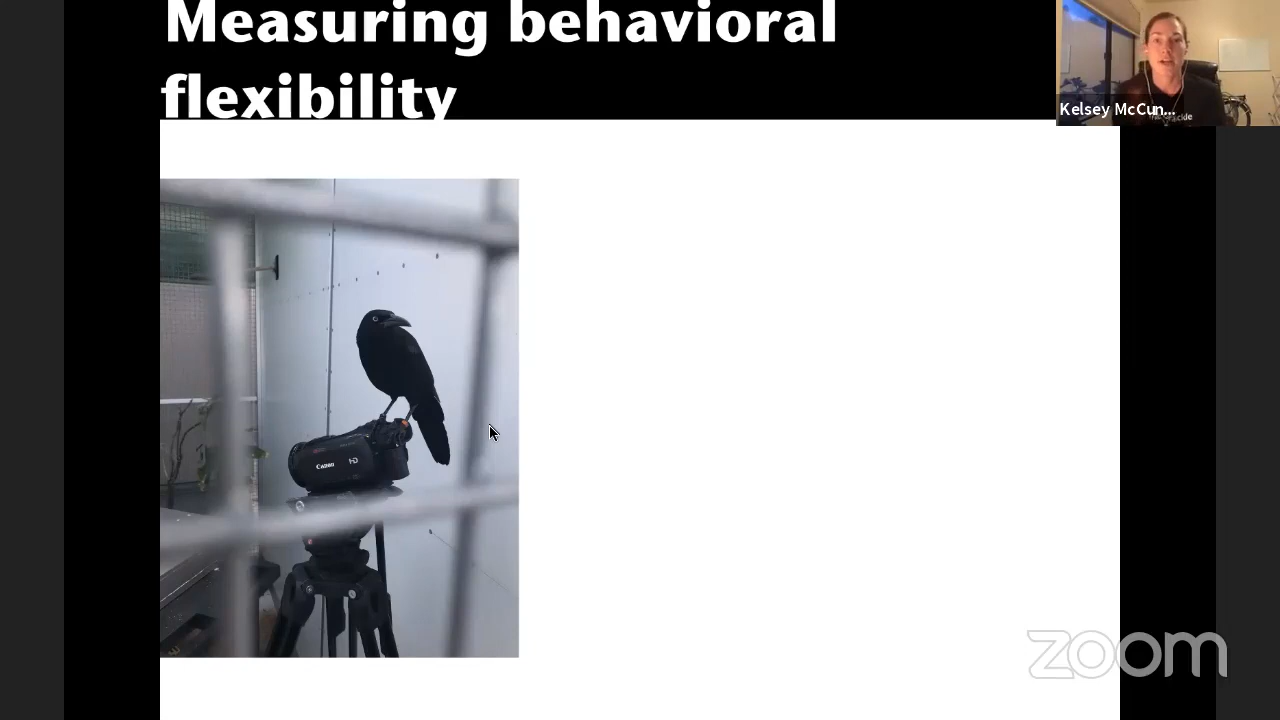 Measuring behavioral
flexibility
Kelsey McCun...
Canon
HD
zoom